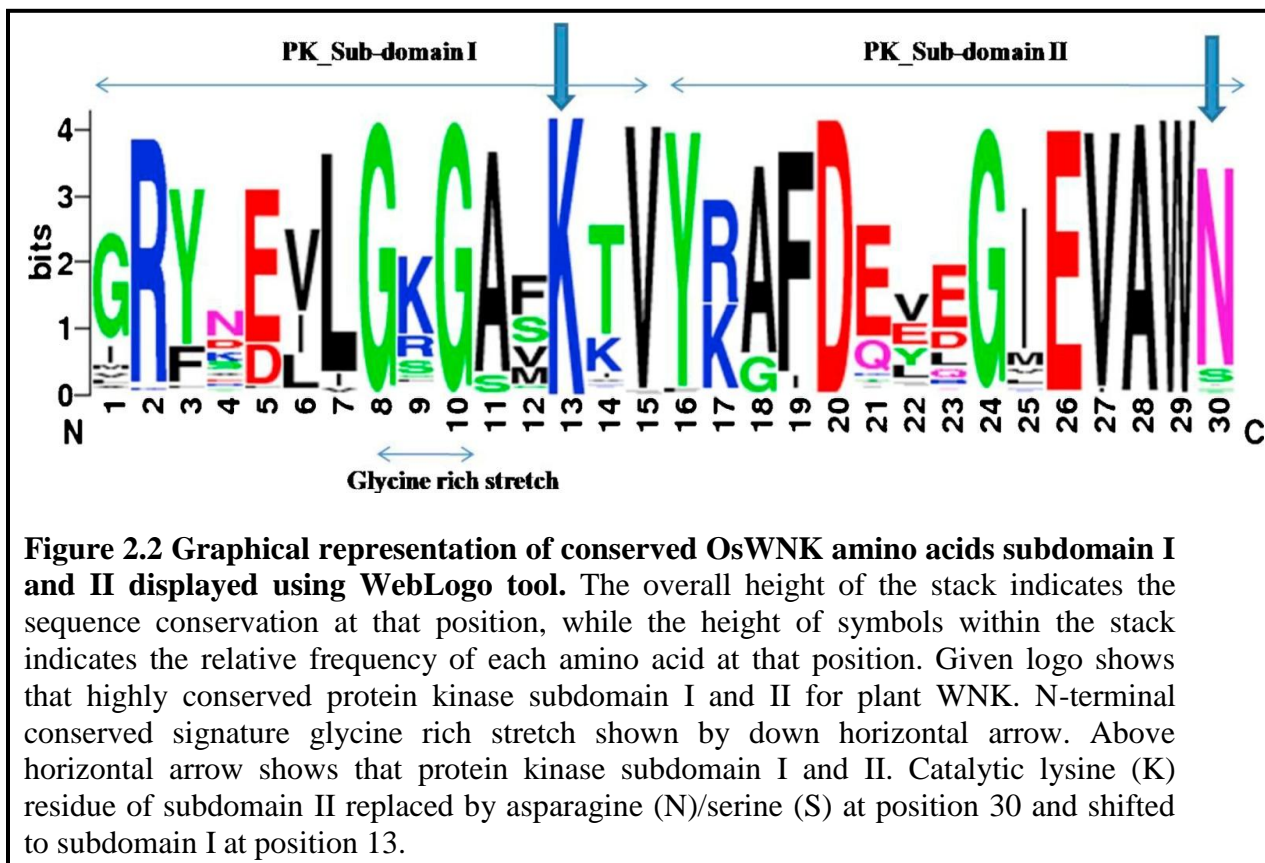 PK_Sub-domain I PK_Sub-domain II
bits
4
3
2
1
0
G R Y N E V L G K G A F K T V Y R A F D E V E G I E V A W N
I F D D I R S S K K G Q E D M S
K L S V Y L
M L Q
1 2 3 4 5 6 7 8 9 10 11 12 13 14 15 16 17 18 19 20 21 22 23 24 25 26 27 28 29 30
N C
Glycine rich stretch
Figure 2.2 Graphical representation of conserved OsWNK amino acids subdomain I
and II displayed using WebLogo tool. The overall height of the stack indicates the
sequence conservation at that position, while the height of symbols within the stack
indicates the relative frequency of each amino acid at that position. Given logo shows
that highly conserved protein kinase subdomain I and II for plant WNK. N-terminal
conserved signature glycine rich stretch shown by down horizontal arrow. Above
horizontal arrow shows that protein kinase subdomain I and II. Catalytic lysine (K)
residue of subdomain II replaced by asparagine (N)/serine (S) at position 30 and shifted
to subdomain I at position 13.